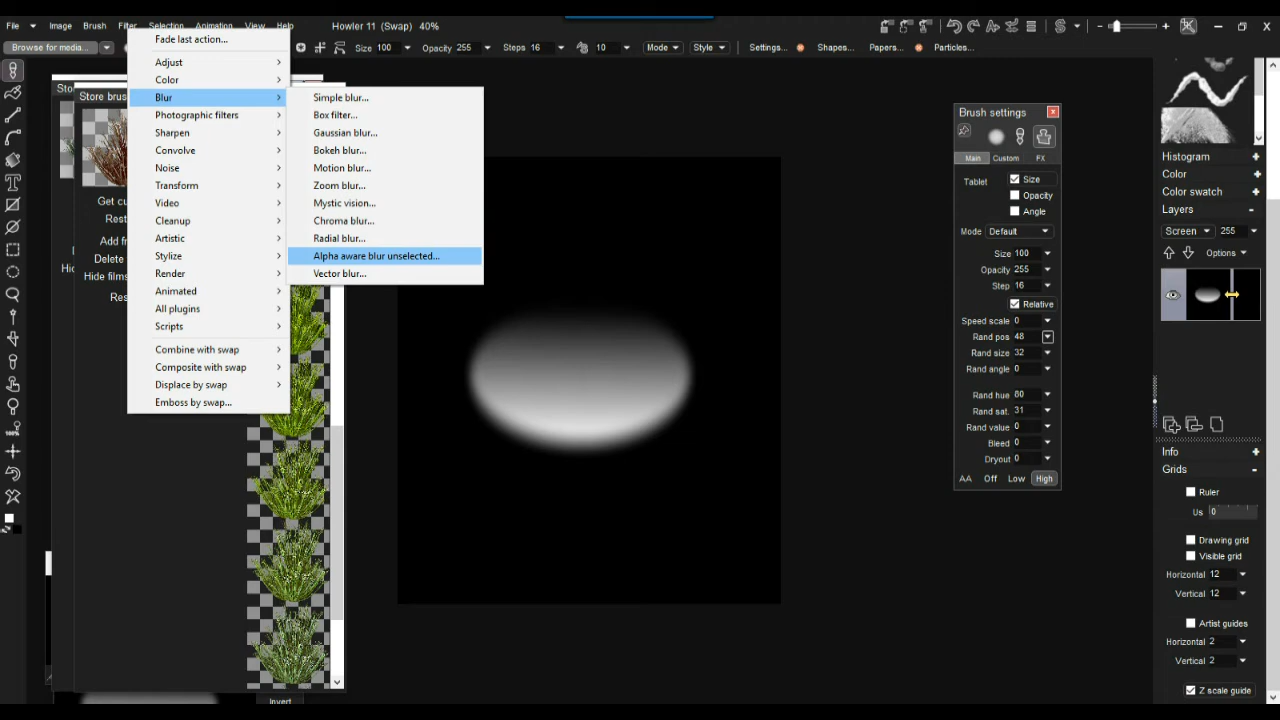 File Image Brush Filter Selection Animation View Help Howler 11 (Swap) 40%
Browse for media... Size 100 Opacity 255 Steps 16 10 Mode Style Settings... Shapes... Papers... Particles...
Fade last action...
Adjust
Color
Blur
Photographic filters
Sharpen
Convolve
Noise
Transform
Video
Cleanup
Artistic
Stylize
Render
Animated
All plugins
Scripts
Combine with swap
Composite with swap
Displace by swap
Emboss by swap...
Simple blur...
Box filter...
Gaussian blur...
Bokeh blur...
Motion blur...
Zoom blur...
Mystic vision...
Chroma blur...
Radial blur...
Alpha aware blur unselected...
Vector blur...
Sto
Store brus
Get cu
Rest
Add fr
Delete
Hide films
Res
Hid
Invert
Brush settings
Main Custom FX
Tablet Size
Opacity
Angle
Mode Default
Size 100
Opacity 255
Step 16
Relative
Speed scale 0
Rand pos 48
Rand size 32
Rand angle 0
Rand hue 80
Rand sat. 31
Rand value 0
Bleed 0
Dryout 0
AA Off Low High
Histogram +
Color +
Color swatch +
Layers -
Screen 255
Options
Info +
Grids -
Ruler
Us 0
Drawing grid
Visible grid
Horizontal 12
Vertical 12
Artist guides
Horizontal 2
Vertical 2
Z scale guide